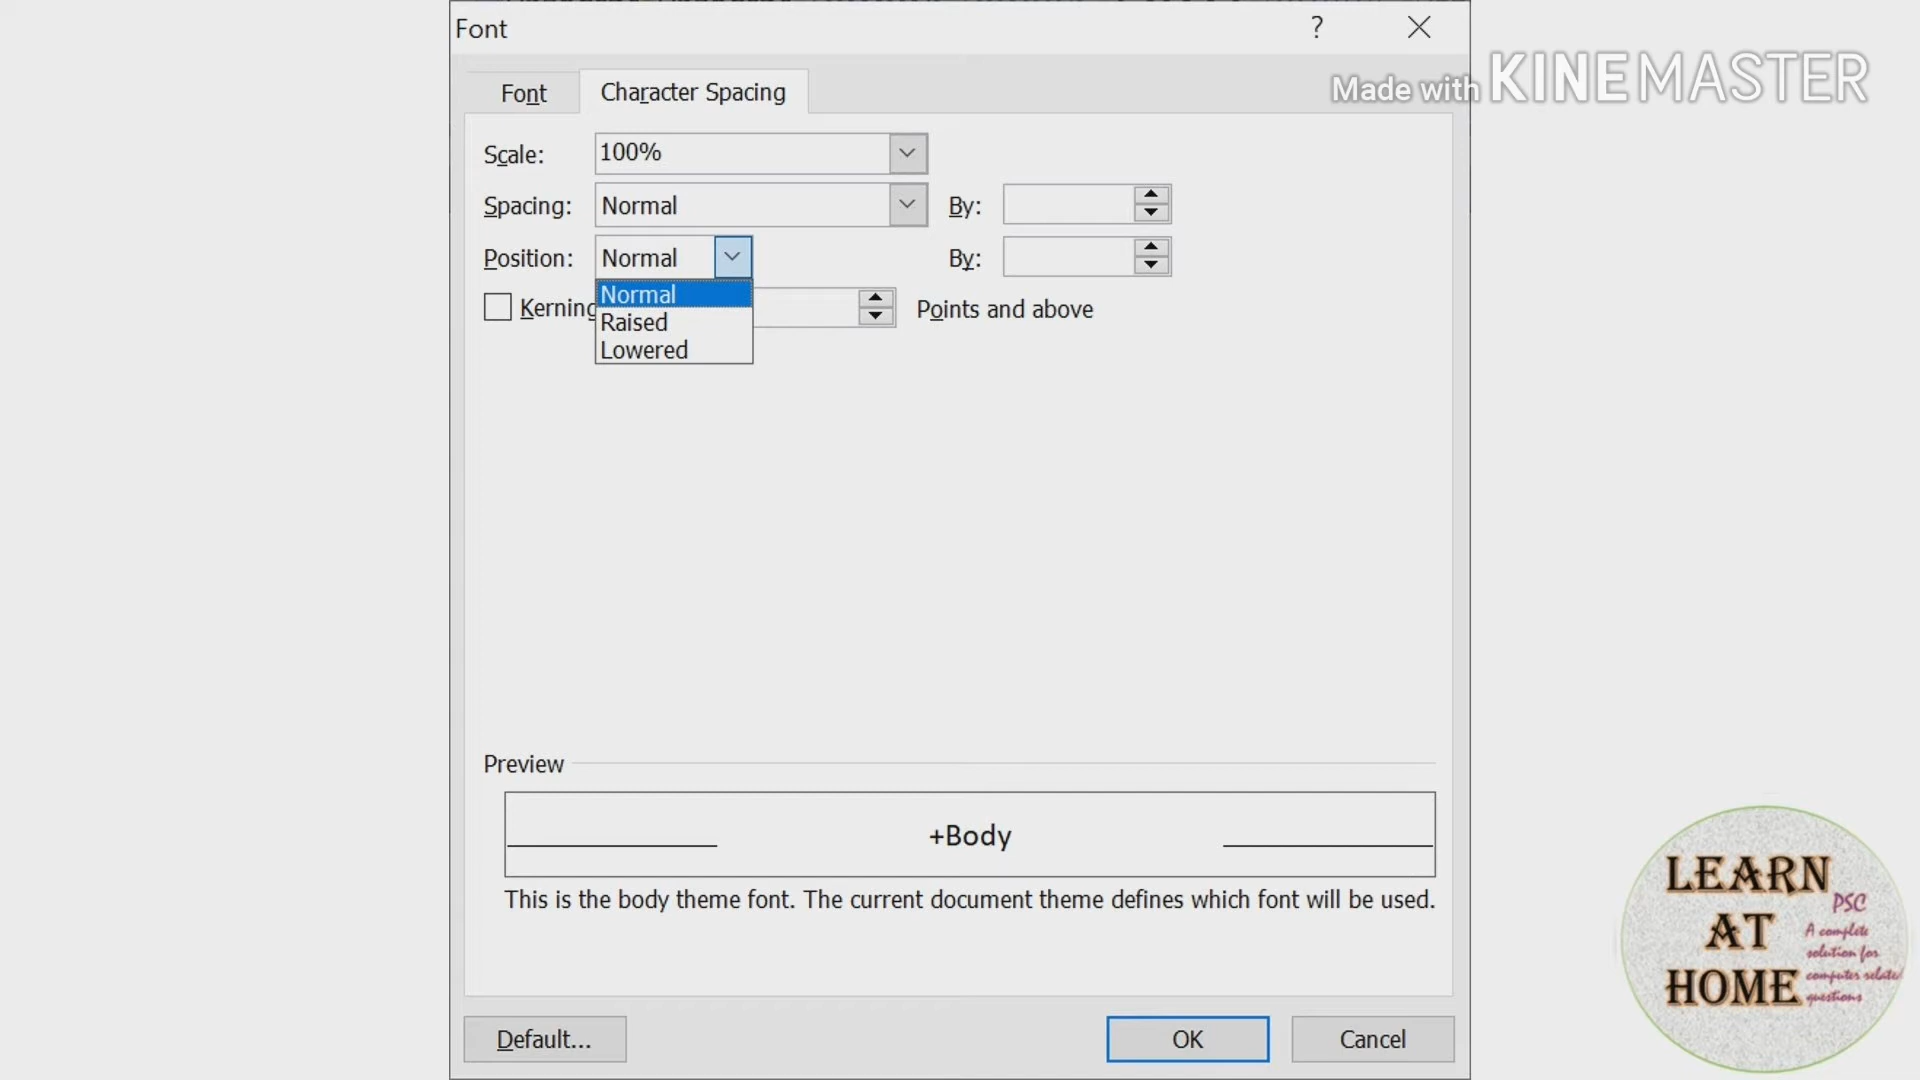 Font
?
Made with KINEMASTER
Font
Character Spacing
Scale: 100%
Spacing: Normal By:
Position: Normal By:
Normal
Raised
Lowered
Kerning
Points and above
Preview
+Body
This is the body theme font. The current document theme defines which font will be used.
Default...
OK
Cancel
LEARN
PSC
AT
HOME
A complete
solution for
computer
questions